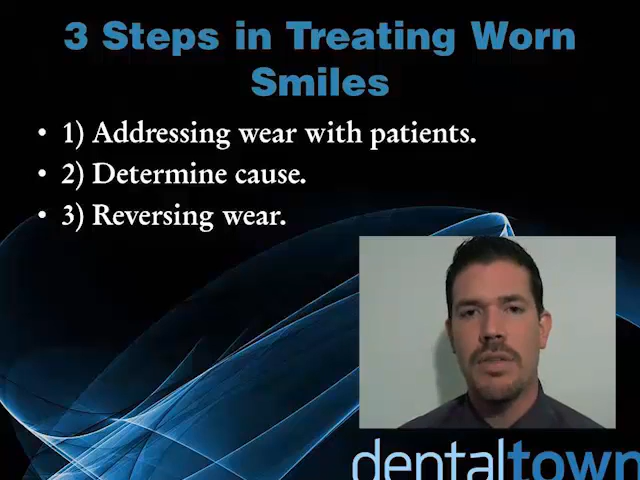 3 Steps in Treating Worn
Smiles
• 1) Addressing wear with patients.
• 2) Determine cause.
• 3) Reversing wear.
dentaltown